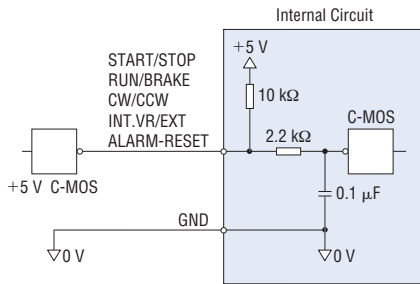 Internal Circuit
+5 V
START/STOP
RUN/BRAKE
CW/CCW
INT.VR/EXT
ALARM-RESET
10 kΩ
C-MOS
2.2 kΩ
+5 V C-MOS
0.1 µF
GND
0 V
0 V